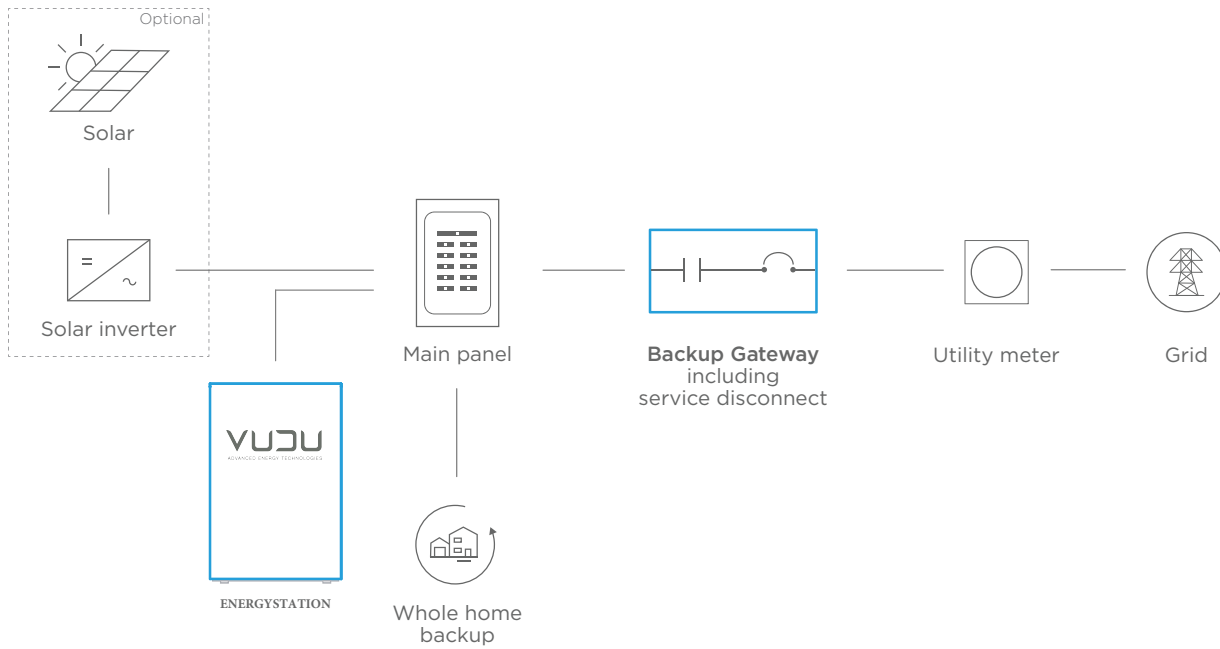 Optional
Solar
Solar inverter
Main panel
Backup Gateway
including
service disconnect
Utility meter
Grid
VUDU
ADVANCED ENERGY TECHNOLOGIES
ENERGYSTATION
Whole home
backup